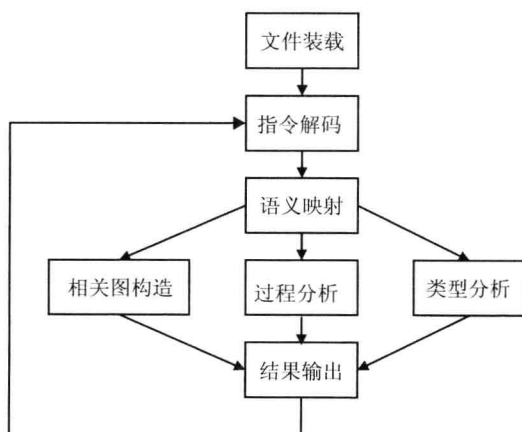 文件装载
指令解码
语义映射
相关图构造
过程分析
类型分析
结果输出